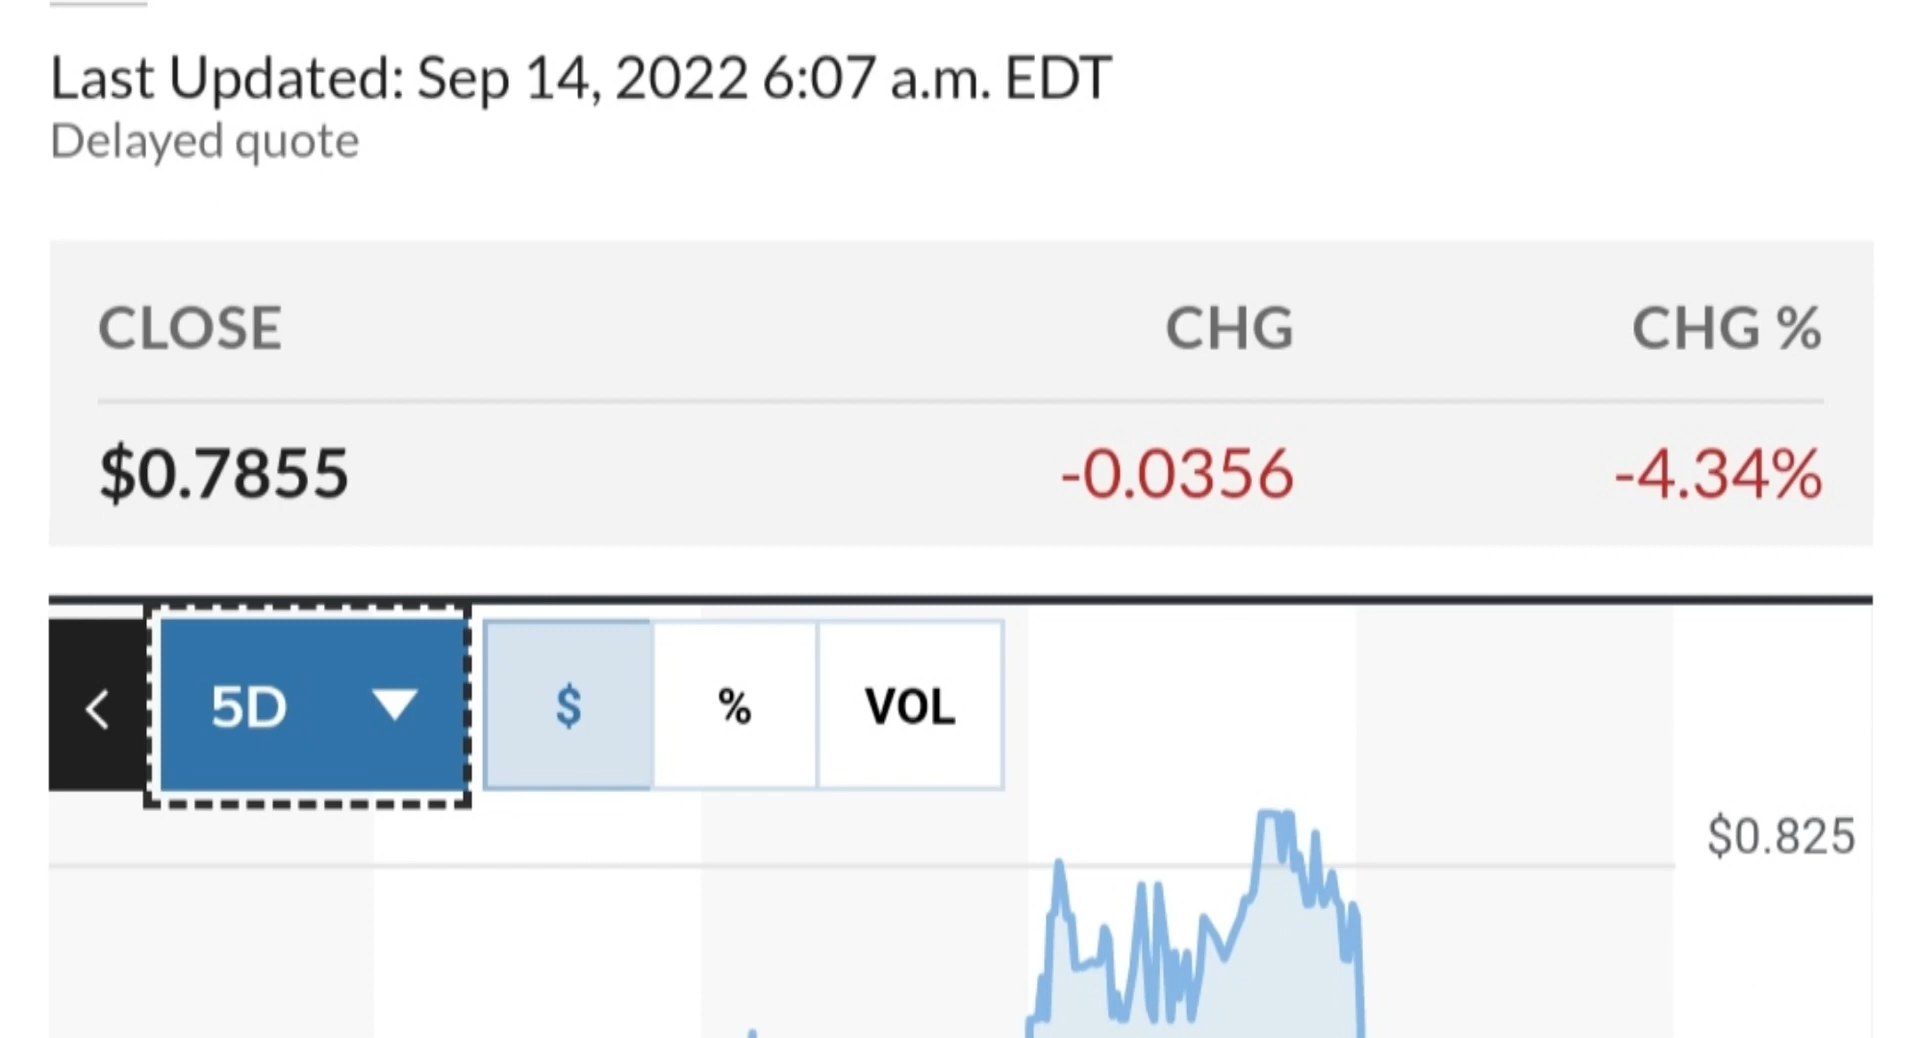 Last Updated: Sep 14, 2022 6:07 a.m. EDT
Delayed quote
CLOSE CHG CHG %
$0.7855 -0.0356 -4.34%
5D $ % VOL
$0.825